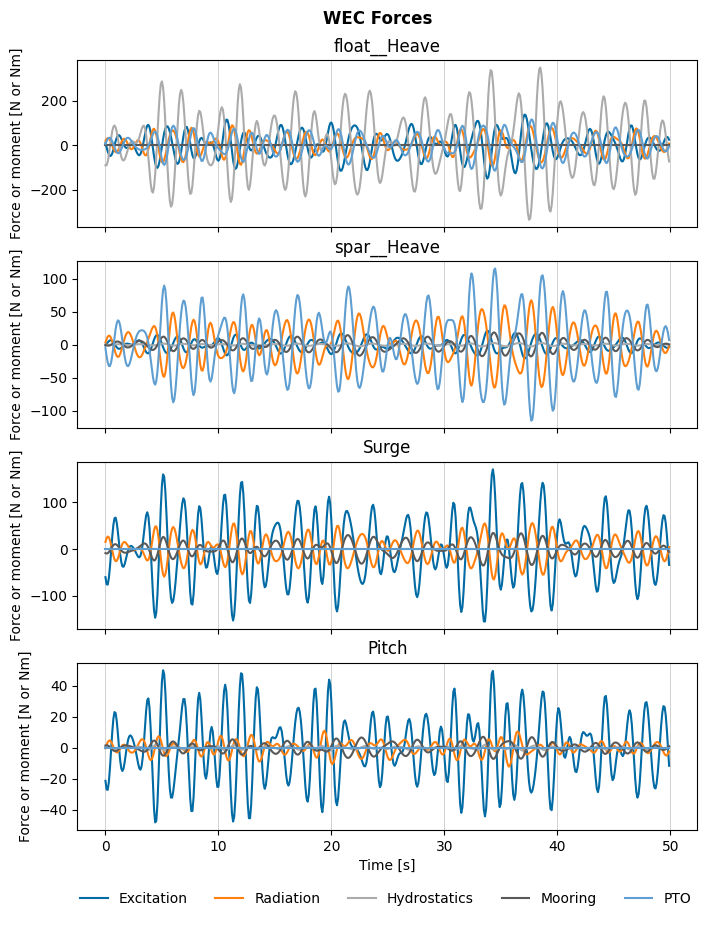 WEC Forces
float__Heave
Force or moment [N or Nm]
200
0
−200
spar__Heave
Force or moment [N or Nm]
100
50
0
−50
−100
Surge
Force or moment [N or Nm]
100
0
−100
Pitch
Force or moment [N or Nm]
40
20
0
−20
−40
0 10 20 30 40 50
Time [s]
Excitation Radiation Hydrostatics Mooring PTO